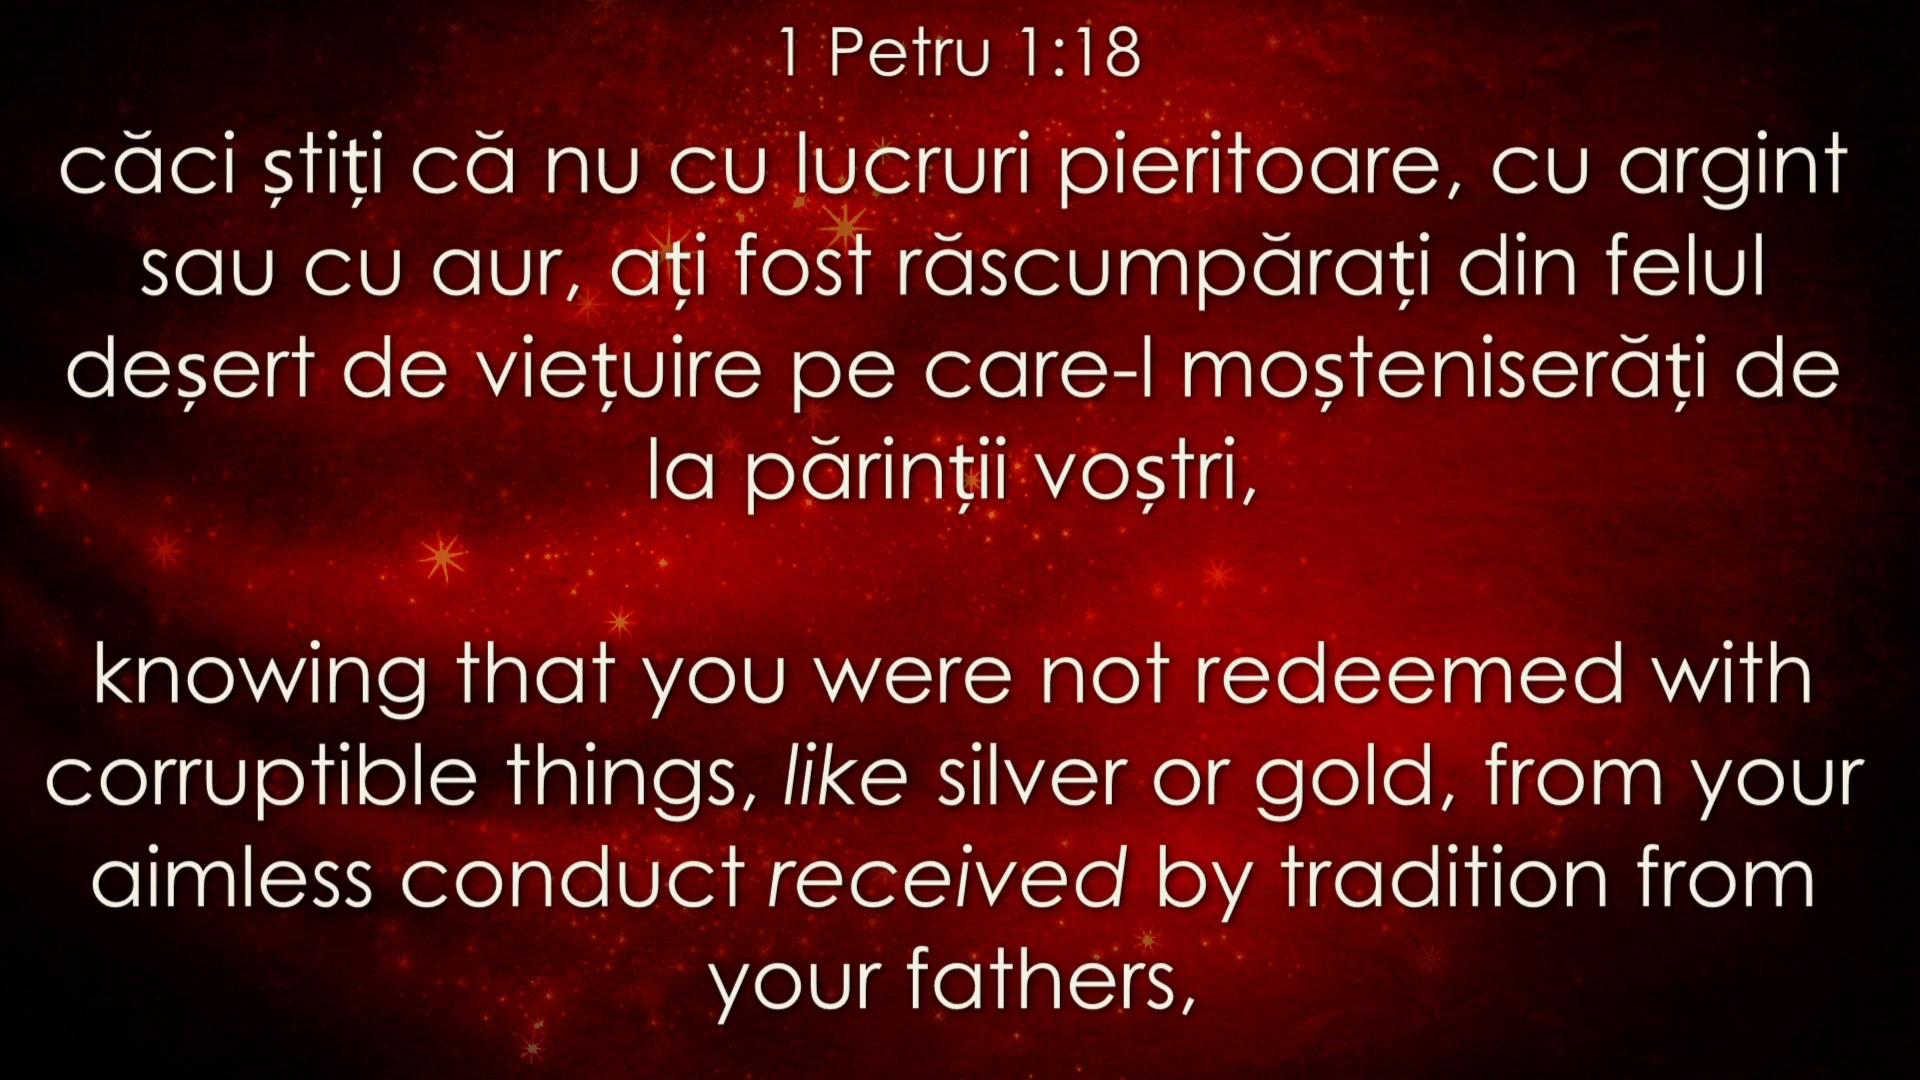 1 Petru 1:18
căci știți că nu cu lucruri pieritoare, cu argint
sau cu aur, ați fost răscumpărați din felul
deșert de viețuire pe care-l moșteniserăți de
la părinții voștri,
knowing that you were not redeemed with
corruptible things, like silver or gold, from your
aimless conduct received by tradition from
your fathers,